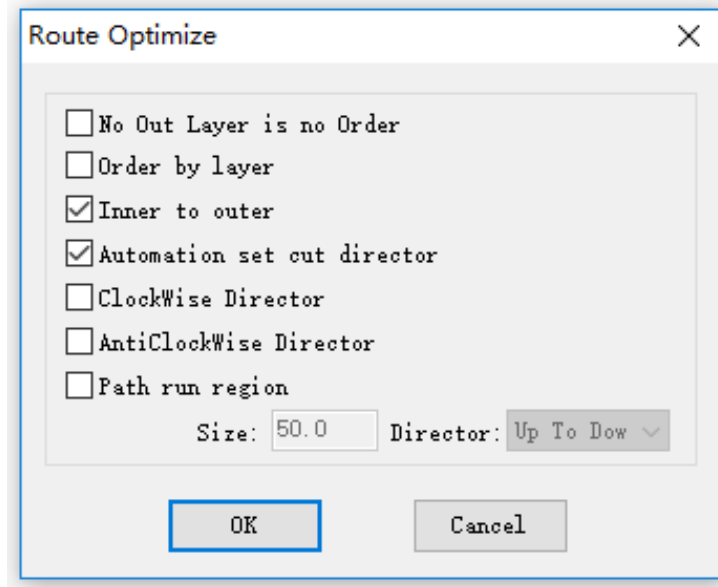 Route Optimize
No Out Layer is no Order
Order by layer
Inner to outer
Automation set cut director
ClockWise Director
AntiClockWise Director
Path run region
Size: 50.0 Director: Up To Dow
OK Cancel